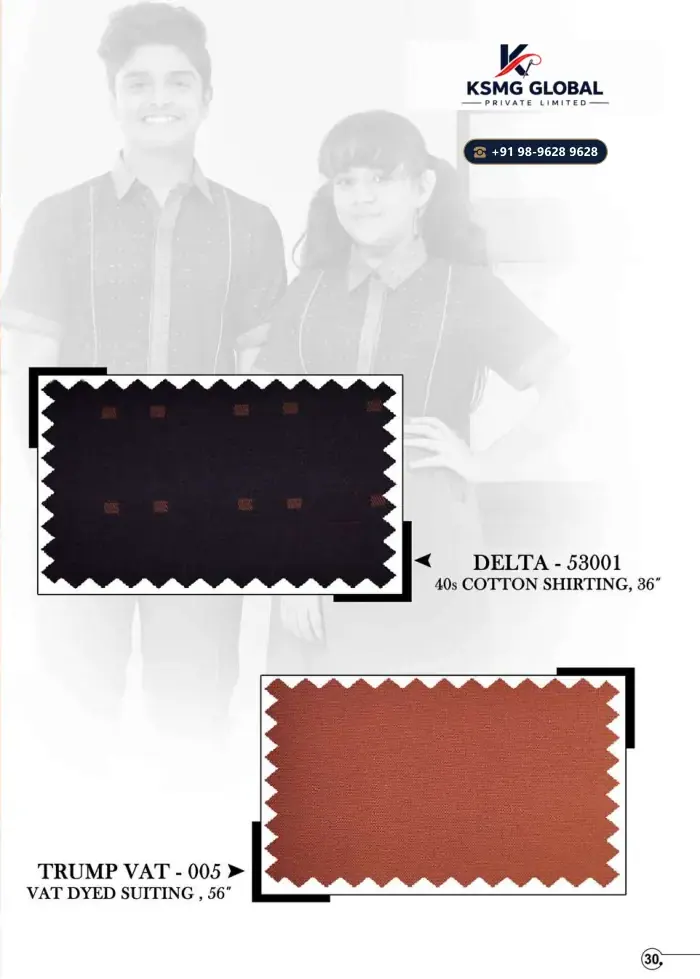 KSMG GLOBAL
PRIVATE LIMITED
+91 98-9628 9628
DELTA - 53001
40s COTTON SHIRTING, 36"
TRUMP VAT - 005
VAT DYED SUITING , 56"
30.